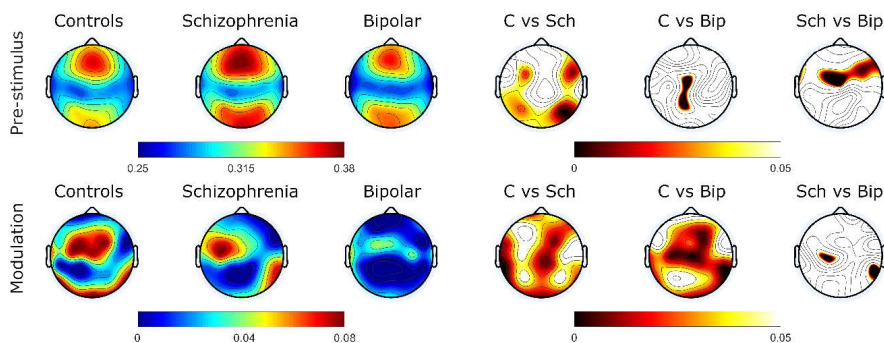 Controls Schizophrenia Bipolar C vs Sch C vs Bip Sch vs Bip
Pre-stimulus
0.25 0.315 0.38 0 0.05
Controls Schizophrenia Bipolar C vs Sch C vs Bip Sch vs Bip
Modulation
0 0.04 0.08 0 0.05